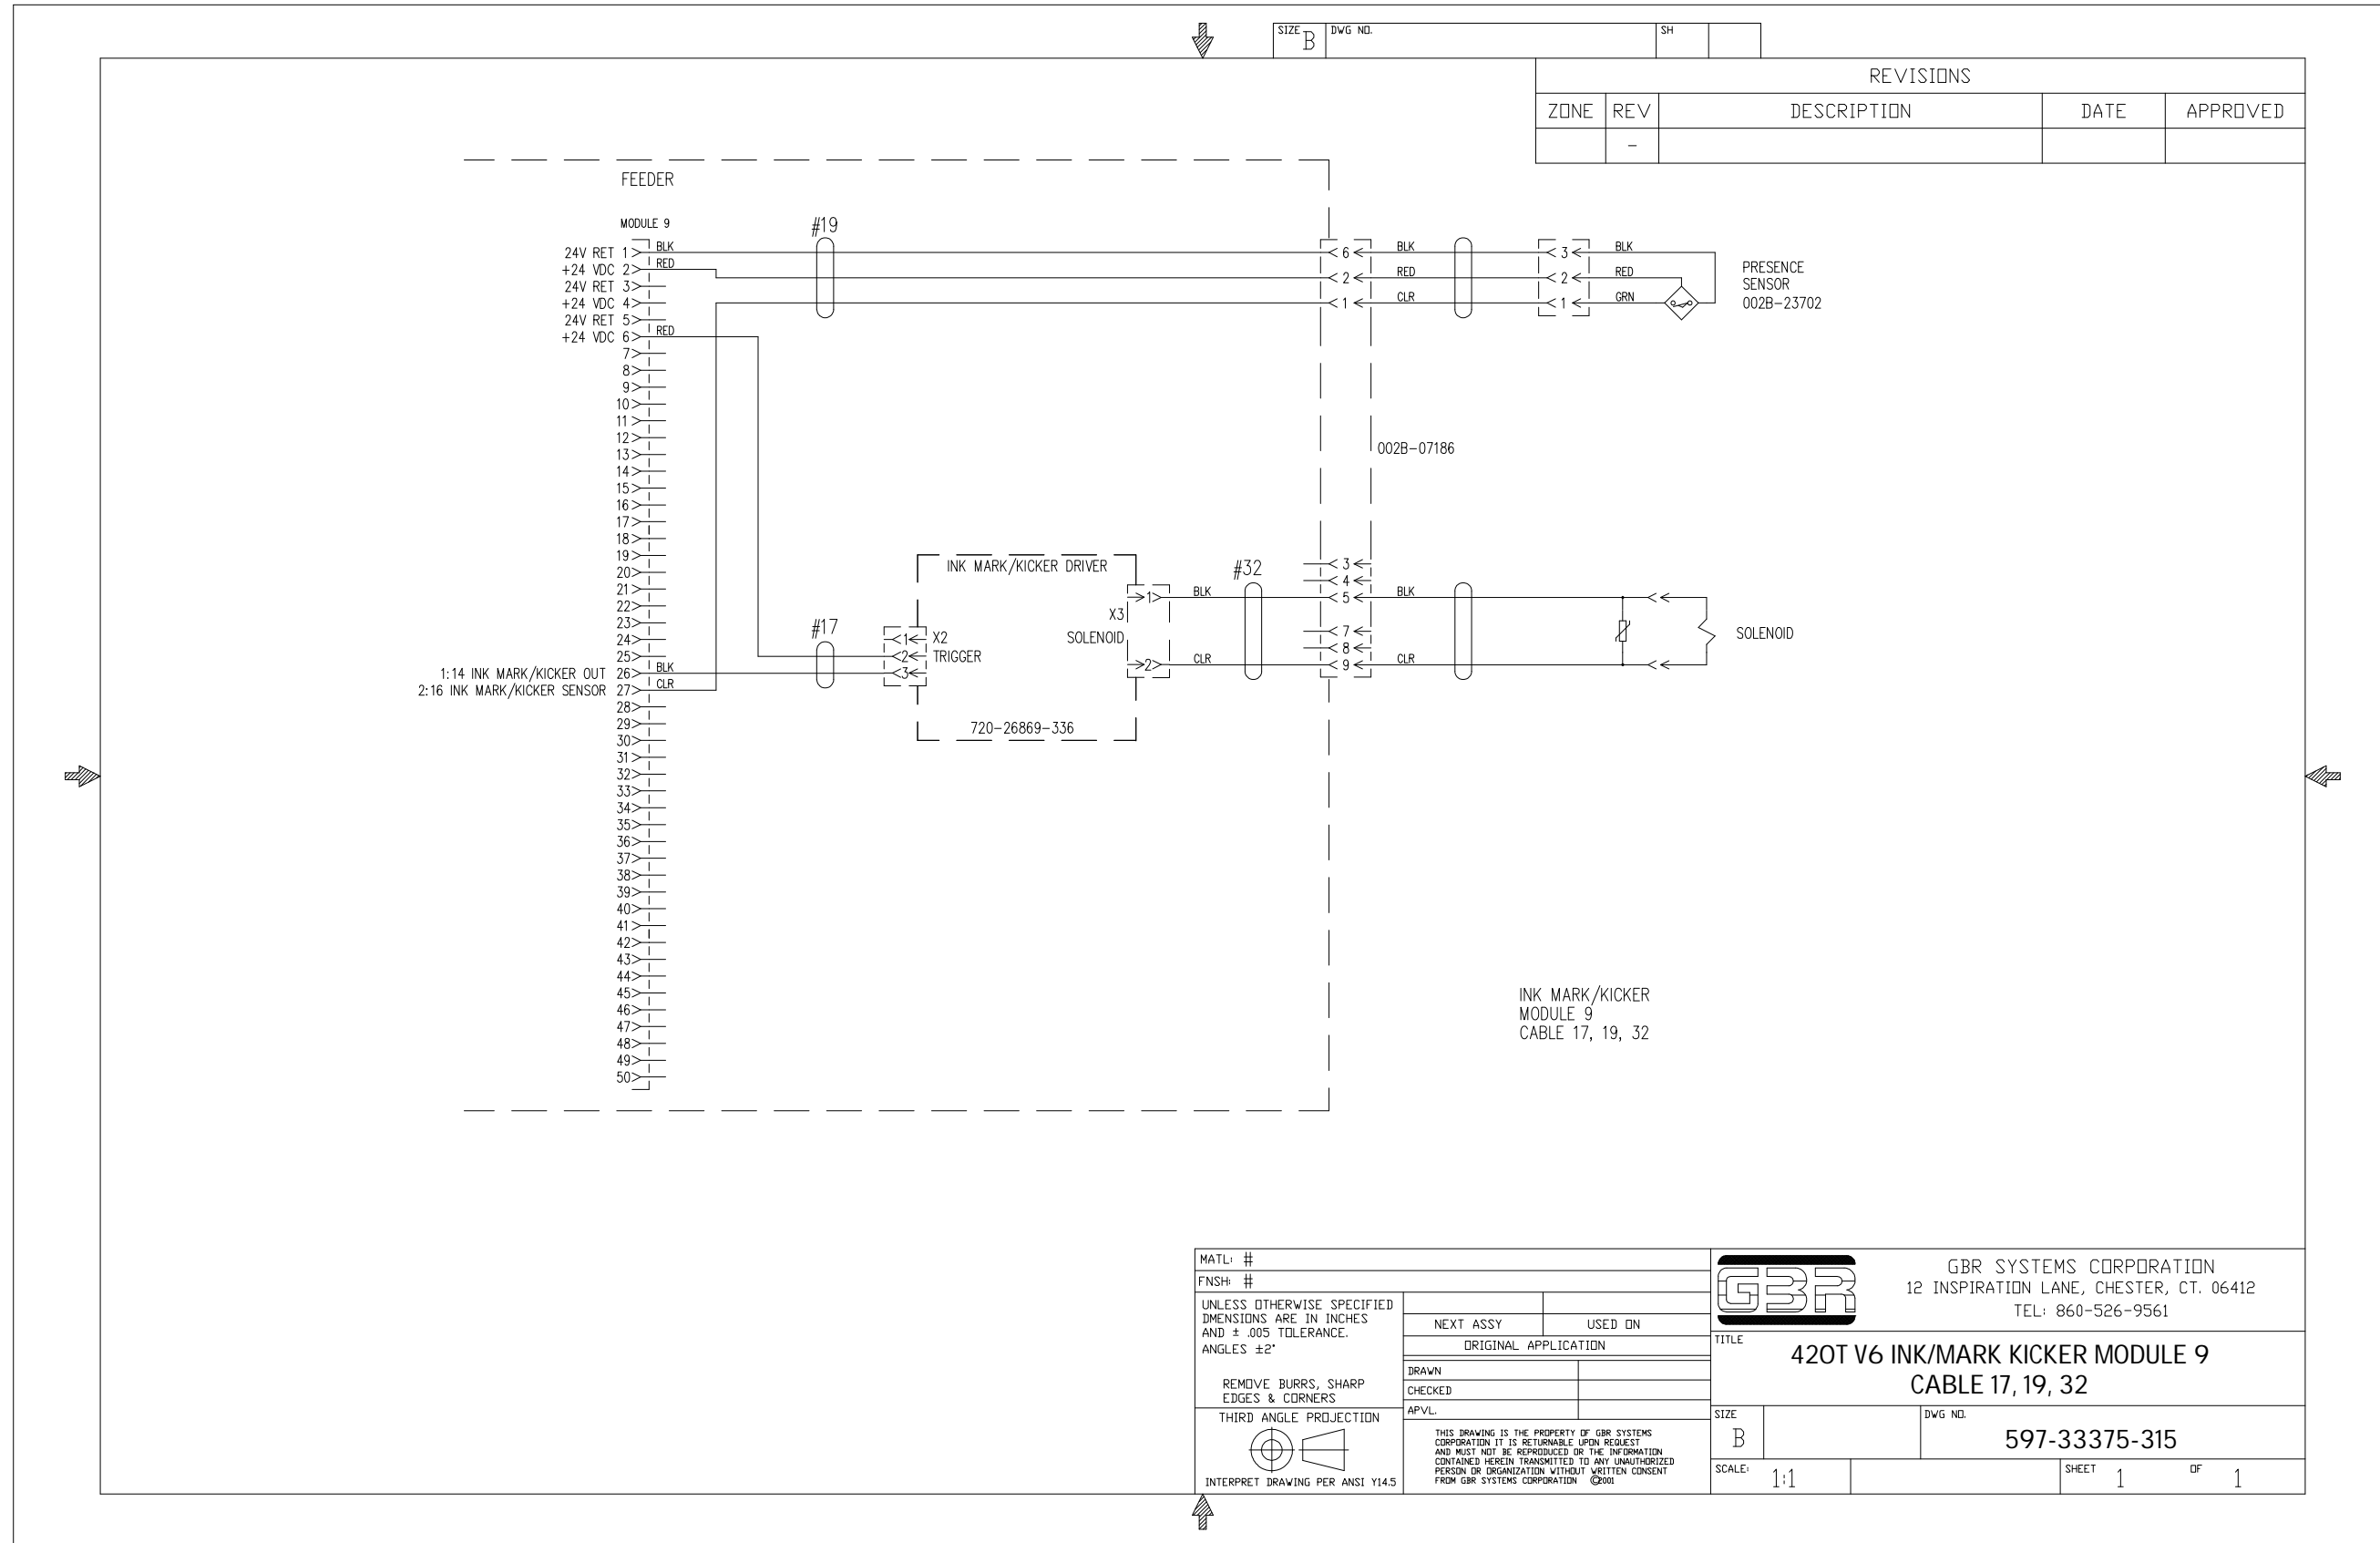 SIZE B DWG NO. SH
REVISIONS
ZONE REV DESCRIPTION DATE APPROVED
-
FEEDER
MODULE 9
#19
24V RET 1 BLK
+24 VDC 2 RED
24V RET 3
+24 VDC 4
24V RET 5
+24 VDC 6 RED
7
8
9
10
11
12
13
14
15
16
17
18
19
20
21
22
23
24
25
1:14 INK MARK/KICKER OUT 26 BLK
2:16 INK MARK/KICKER SENSOR 27 CLR
28
29
30
31
32
33
34
35
36
37
38
39
40
41
42
43
44
45
46
47
48
49
50
6 BLK 3 BLK
2 RED 2 RED
1 CLR 1 GRN
PRESENCE
SENSOR
002B-23702
002B-07186
#17
INK MARK/KICKER DRIVER
1 X2
2 TRIGGER
3
X3
SOLENOID
1 BLK
2 CLR
720-26869-336
#32
3
4
5 BLK
7
8
9 CLR
SOLENOID
INK MARK/KICKER
MODULE 9
CABLE 17, 19, 32
MATL: #
FNSH: #
UNLESS OTHERWISE SPECIFIED
DMENSIONS ARE IN INCHES
AND ± .005 TOLERANCE.
ANGLES ±2°
REMOVE BURRS, SHARP
EDGES & CORNERS
THIRD ANGLE PROJECTION
INTERPRET DRAWING PER ANSI Y14.5
NEXT ASSY USED ON
ORIGINAL APPLICATION
DRAWN
CHECKED
APVL.
THIS DRAWING IS THE PROPERTY OF GBR SYSTEMS
CORPORATION IT IS RETURNABLE UPON REQUEST
AND MUST NOT BE REPRODUCED OR THE INFORMATION
CONTAINED HEREIN TRANSMITTED TO ANY UNAUTHORIZED
PERSON OR ORGANIZATION WITHOUT WRITTEN CONSENT
FROM GBR SYSTEMS CORPORATION ©2001
GBR
GBR SYSTEMS CORPORATION
12 INSPIRATION LANE, CHESTER, CT. 06412
TEL: 860-526-9561
TITLE
420T V6 INK/MARK KICKER MODULE 9
CABLE 17, 19, 32
SIZE B DWG NO. 597-33375-315
SCALE: 1:1 SHEET 1 OF 1